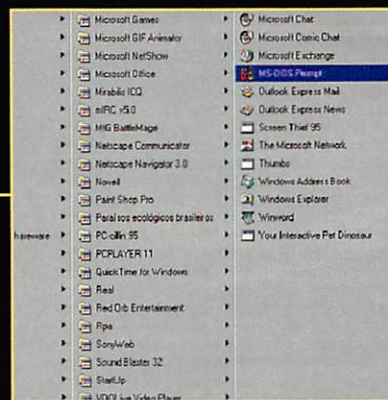 Microsoft Games
Microsoft GIF Animator
Microsoft NetShow
Microsoft Office
Mirabilis ICQ
mIRC v5.0
MIG BattleMage
Netscape Communicator
Netscape Navigator 3.0
Novell
Paint Shop Pro
Paraísos ecológicos brasileiros
hareware
PC-cillin 95
PCPLAYER 11
QuickTime for Windows
Real
Red Orb Entertainment
Rpa
SonyWeb
Sound Blaster 32
StartUp
VDOLive Video Player
Microsoft Chat
Microsoft Comic Chat
Microsoft Exchange
MS-DOS Prompt
Outlook Express Mail
Outlook Express News
Screen Thief 95
The Microsoft Network
Thumbs
Windows Address Book
Windows Explorer
Winword
Your Interactive Pet Dinosaur